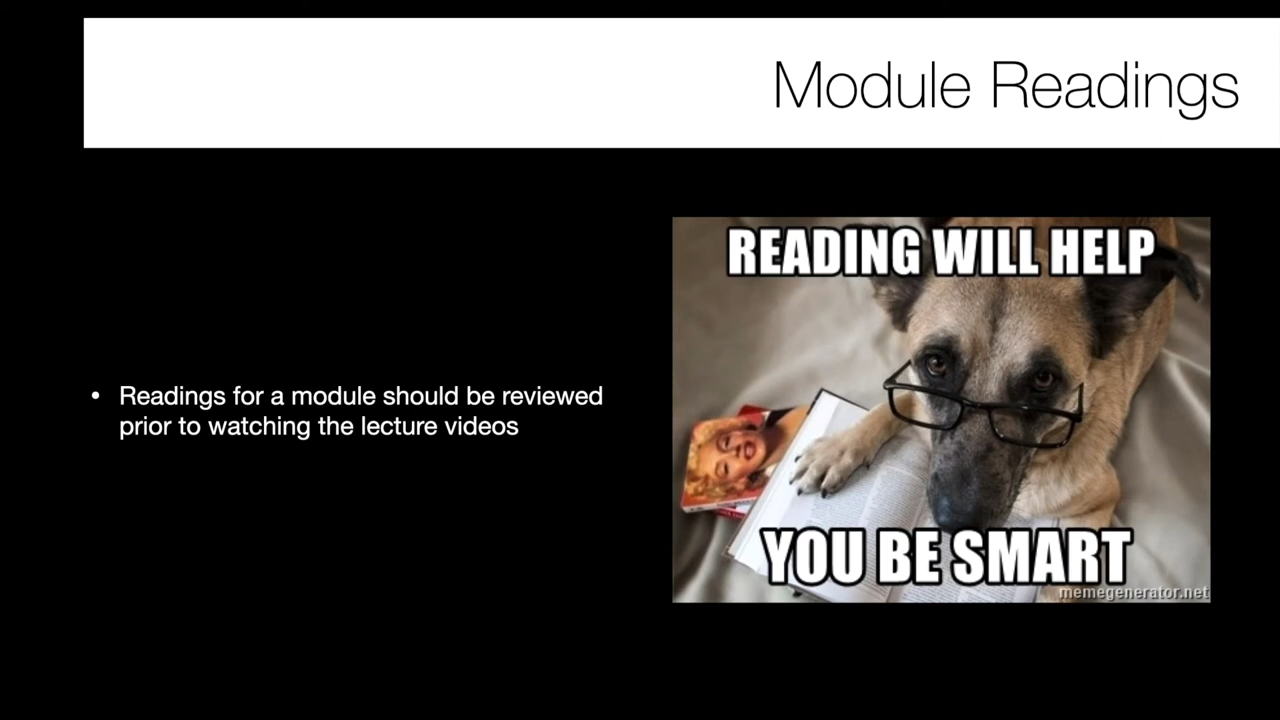 Module Readings
• Readings for a module should be reviewed
prior to watching the lecture videos
READING WILL HELP
YOU BE SMART
memegenerator.net